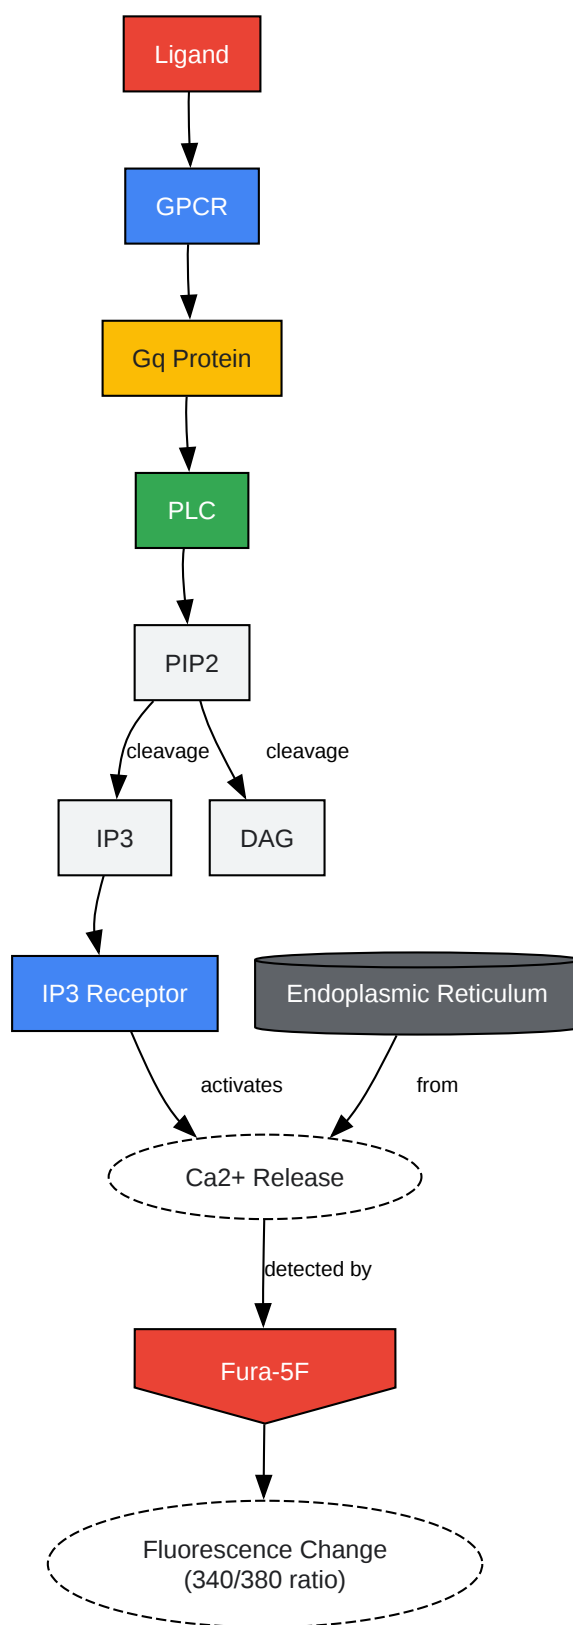 Ligand
GPCR
Gq Protein
PLC
PIP2
cleavage
cleavage
IP3
DAG
IP3 Receptor
Endoplasmic Reticulum
activates
from
Ca2+ Release
detected by
Fura-5F
Fluorescence Change
(340/380 ratio)